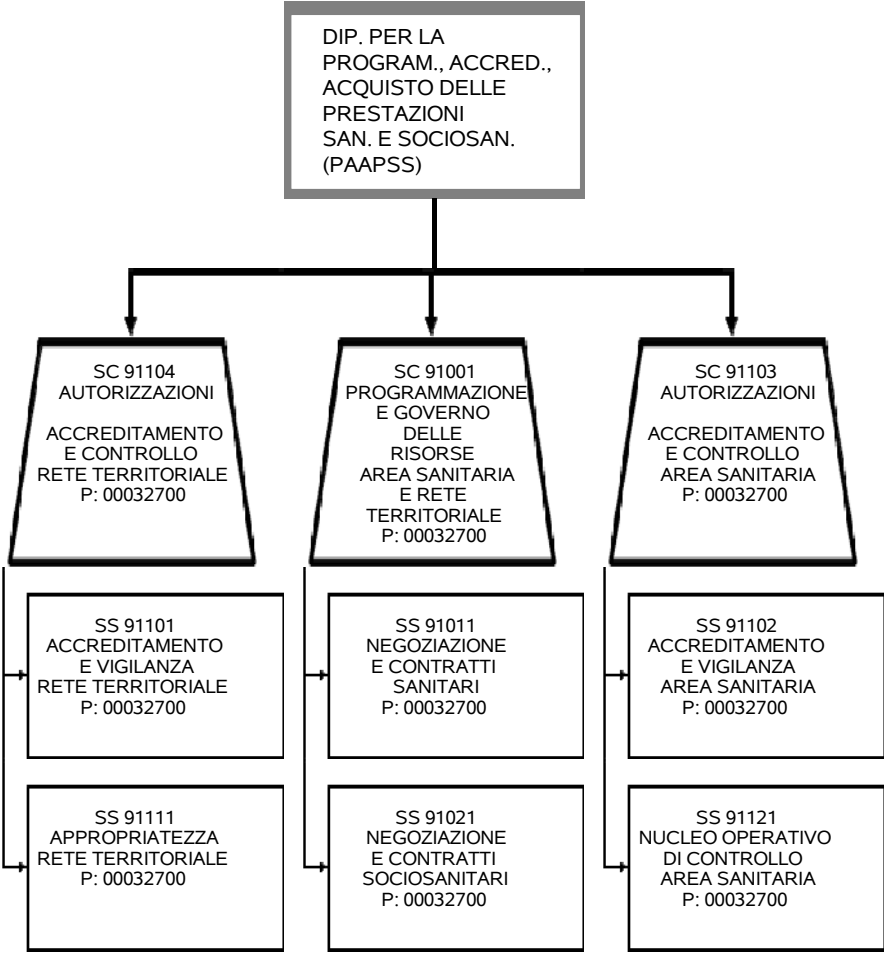 DIP. PER LA
PROGRAM., ACCRED.,
ACQUISTO DELLE
PRESTAZIONI
SAN. E SOCIOSAN.
(PAAPSS)
SC 91104
AUTORIZZAZIONI
ACCREDITAMENTO
E CONTROLLO
RETE TERRITORIALE
P: 00032700
SC 91001
PROGRAMMAZIONE
E GOVERNO
DELLE
RISORSE
AREA SANITARIA
E RETE
TERRITORIALE
P: 00032700
SC 91103
AUTORIZZAZIONI
ACCREDITAMENTO
E CONTROLLO
AREA SANITARIA
P: 00032700
SS 91101
ACCREDITAMENTO
E VIGILANZA
RETE TERRITORIALE
P: 00032700
SS 91011
NEGOZIAZIONE
E CONTRATTI
SANITARI
P: 00032700
SS 91102
ACCREDITAMENTO
E VIGILANZA
AREA SANITARIA
P: 00032700
SS 91111
APPROPRIATEZZA
RETE TERRITORIALE
P: 00032700
SS 91021
NEGOZIAZIONE
E CONTRATTI
SOCIOSANITARI
P: 00032700
SS 91121
NUCLEO OPERATIVO
DI CONTROLLO
AREA SANITARIA
P: 00032700